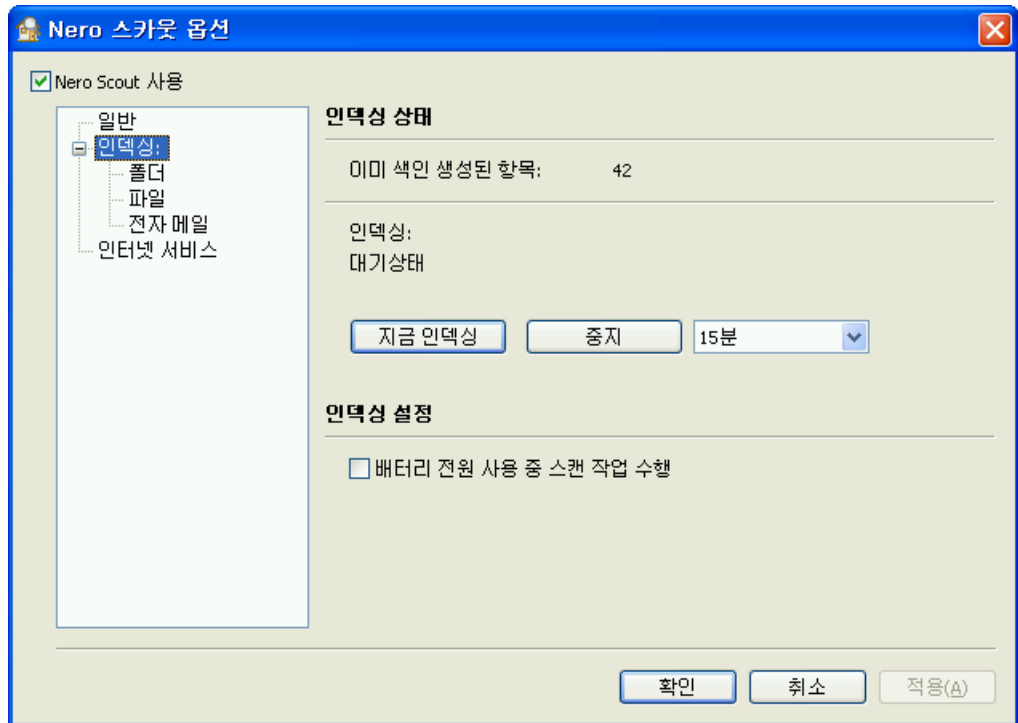 Nero 스카웃 옵션
Nero Scout 사용
일반
인덱싱:
폴더
파일
전자 메일
인터넷 서비스
인덱싱 상태
이미 색인 생성된 항목: 42
인덱싱:
대기상태
지금 인덱싱 중지 15분
인덱싱 설정
배터리 전원 사용 중 스캔 작업 수행
확인 취소 적용(A)